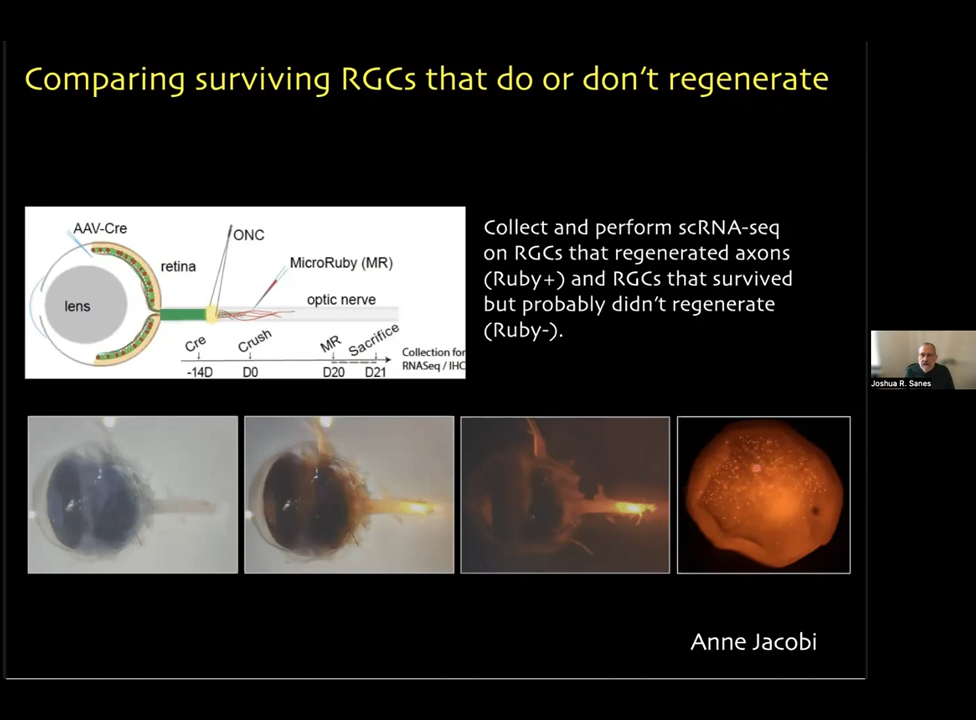 Comparing surviving RGCs that do or don't regenerate
AAV-Cre
ONC
retina
MicroRuby (MR)
lens
optic nerve
Cre
Crush
MR
Sacrifice
-14D
D0
D20
D21
Collection for
RNASeq / IHC
Collect and perform scRNA-seq
on RGCs that regenerated axons
(Ruby+) and RGCs that survived
but probably didn't regenerate
(Ruby-).
Joshua R. Sanes
Anne Jacobi